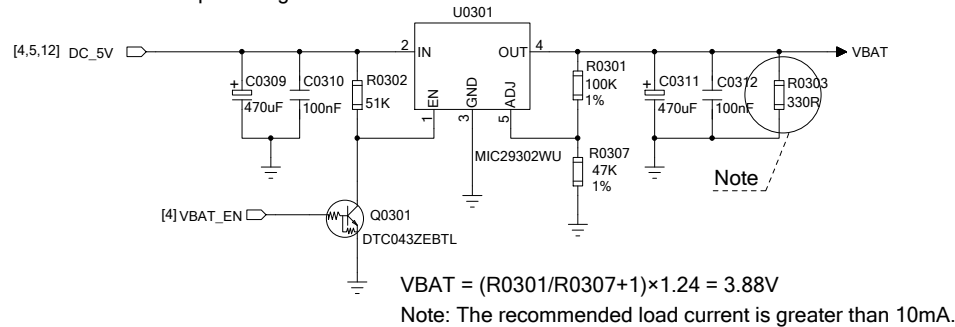 U0301
[4,5,12] DC_5V
2 IN
OUT 4
VBAT
C0309
470uF
C0310
100nF
R0302
51K
EN
1
GND
3
ADJ
5
MIC29302WU
R0301
100K
1%
R0307
47K
1%
C0311
470uF
C0312
100nF
R0303
330R
Note
[4] VBAT_EN
Q0301
DTC043ZEBTL
VBAT = (R0301/R0307+1)×1.24 = 3.88V
Note: The recommended load current is greater than 10mA.